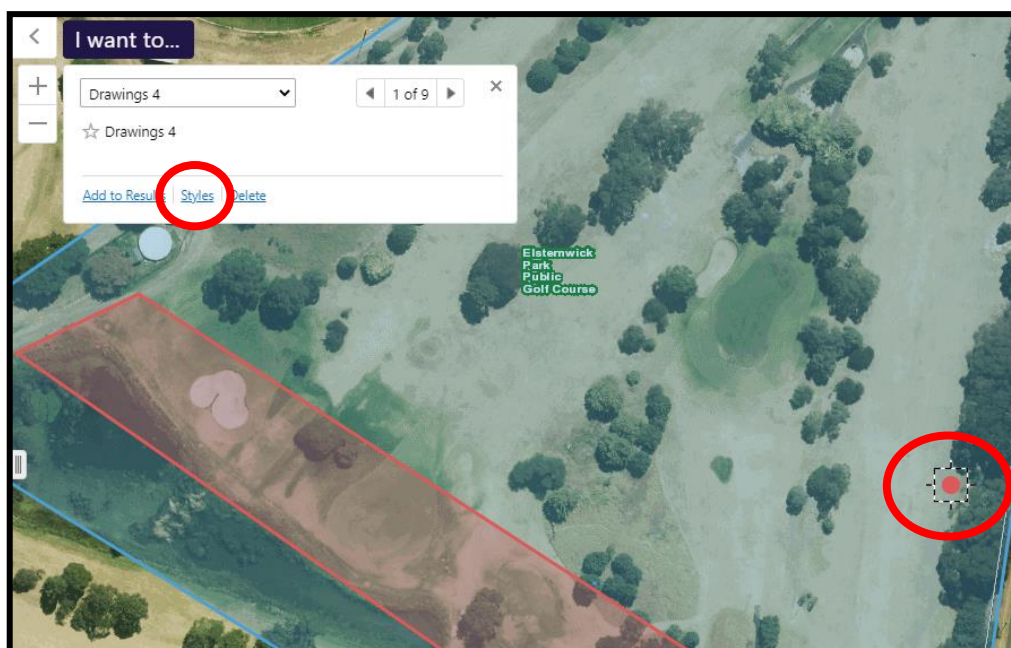 I want to...
Drawings 4
1 of 9
Drawings 4
Add to Results Styles Delete
Elsternwick
Park
Public
Golf Course